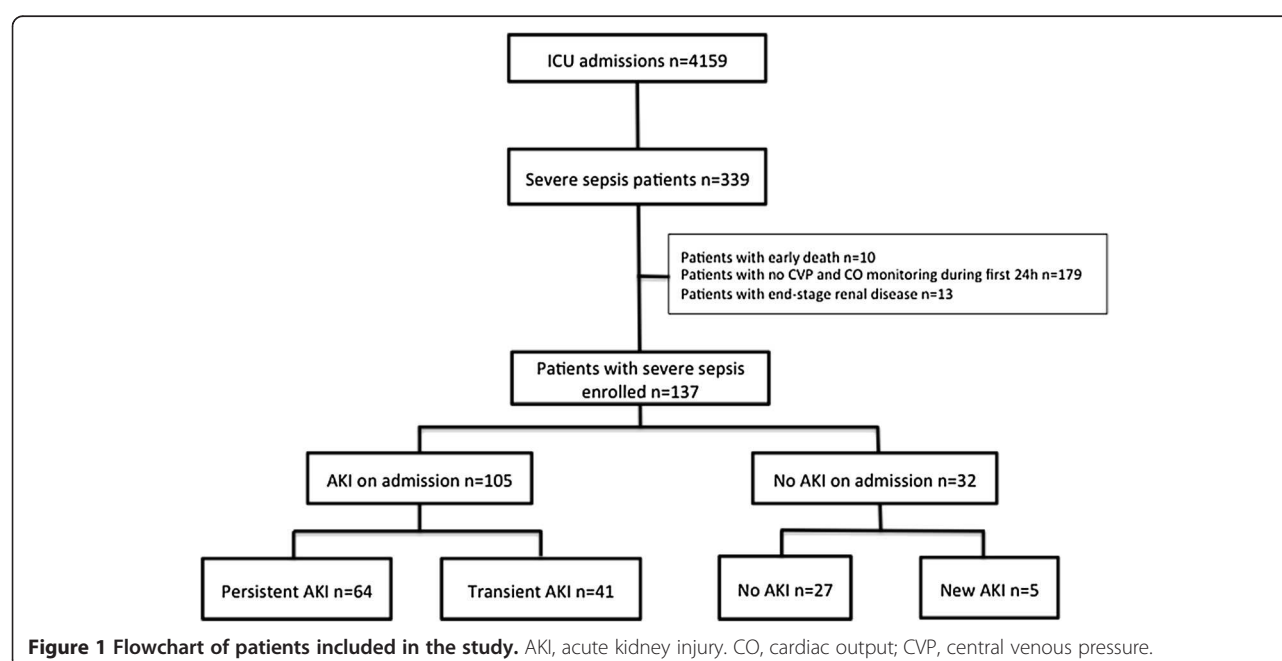 ICU admissions n=4159
Severe sepsis patients n=339
Patients with early death n=10
Patients with no CVP and CO monitoring during first 24h n=179
Patients with end-stage renal disease n=13
Patients with severe sepsis
enrolled n=137
AKI on admission n=105
No AKI on admission n=32
Persistent AKI n=64
Transient AKI n=41
No AKI n=27
New AKI n=5
Figure 1 Flowchart of patients included in the study. AKI, acute kidney injury. CO, cardiac output; CVP, central venous pressure.